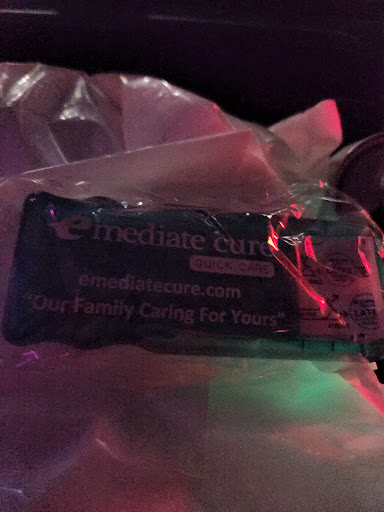 emediate cure
QUICK CARE
emediatecure.com
"Our Family Caring For Yours"